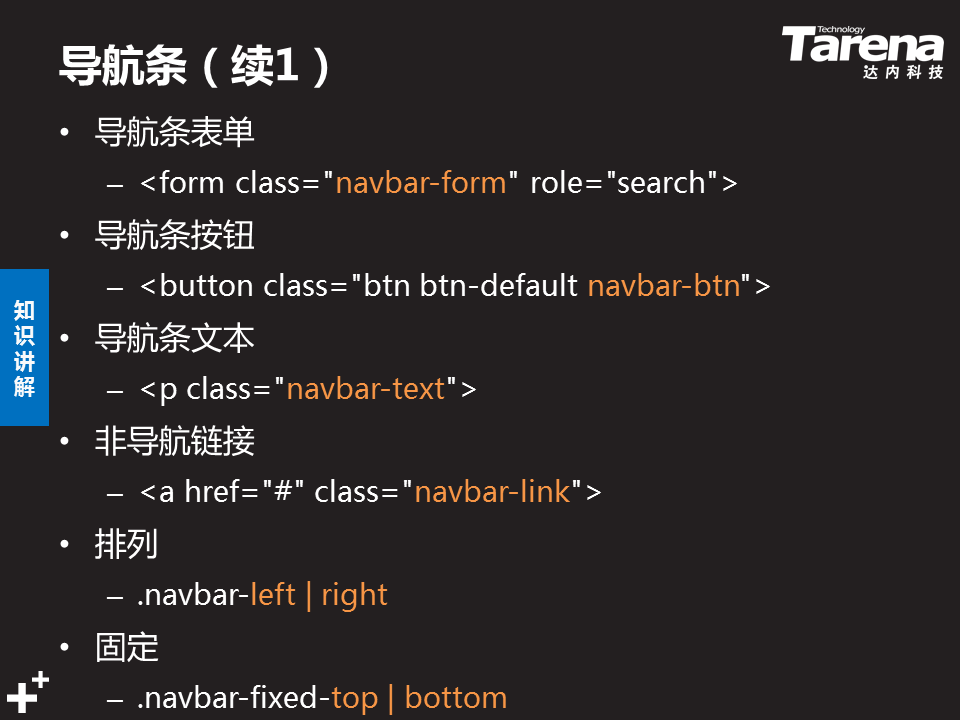 导航条（续1）
Technology
Tarena
达内科技
• 导航条表单
– <form class="navbar-form" role="search">
• 导航条按钮
– <button class="btn btn-default navbar-btn">
• 导航条文本
– <p class="navbar-text">
• 非导航链接
– <a href="#" class="navbar-link">
• 排列
– .navbar-left | right
• 固定
– .navbar-fixed-top | bottom
知识讲解